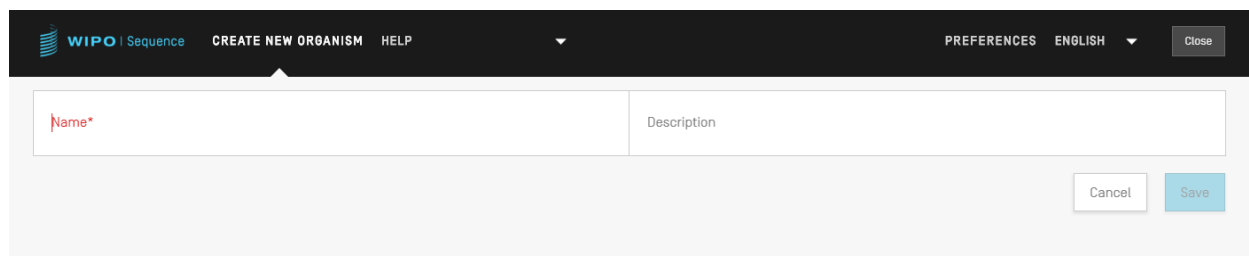 WIPO | Sequence CREATE NEW ORGANISM HELP PREFERENCES ENGLISH Close
Name* Description
Cancel Save